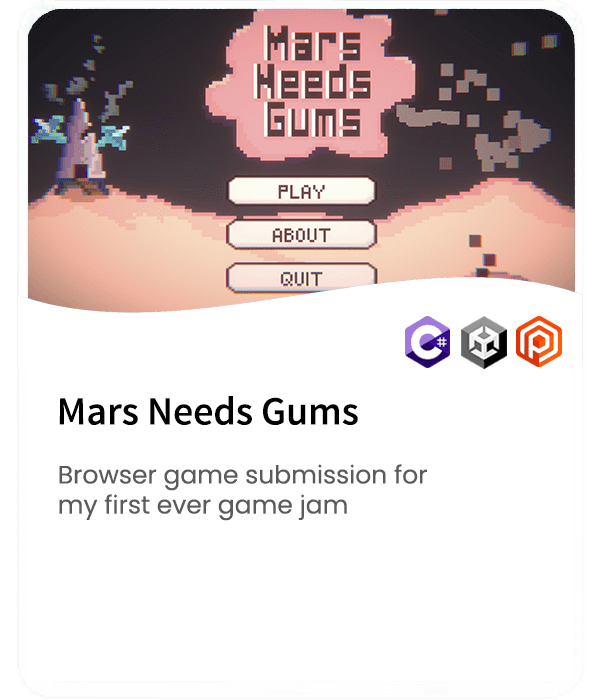 Mars
Needs
Gums
PLAY
ABOUT
QUIT
C#
Mars Needs Gums
Browser game submission for
my first ever game jam